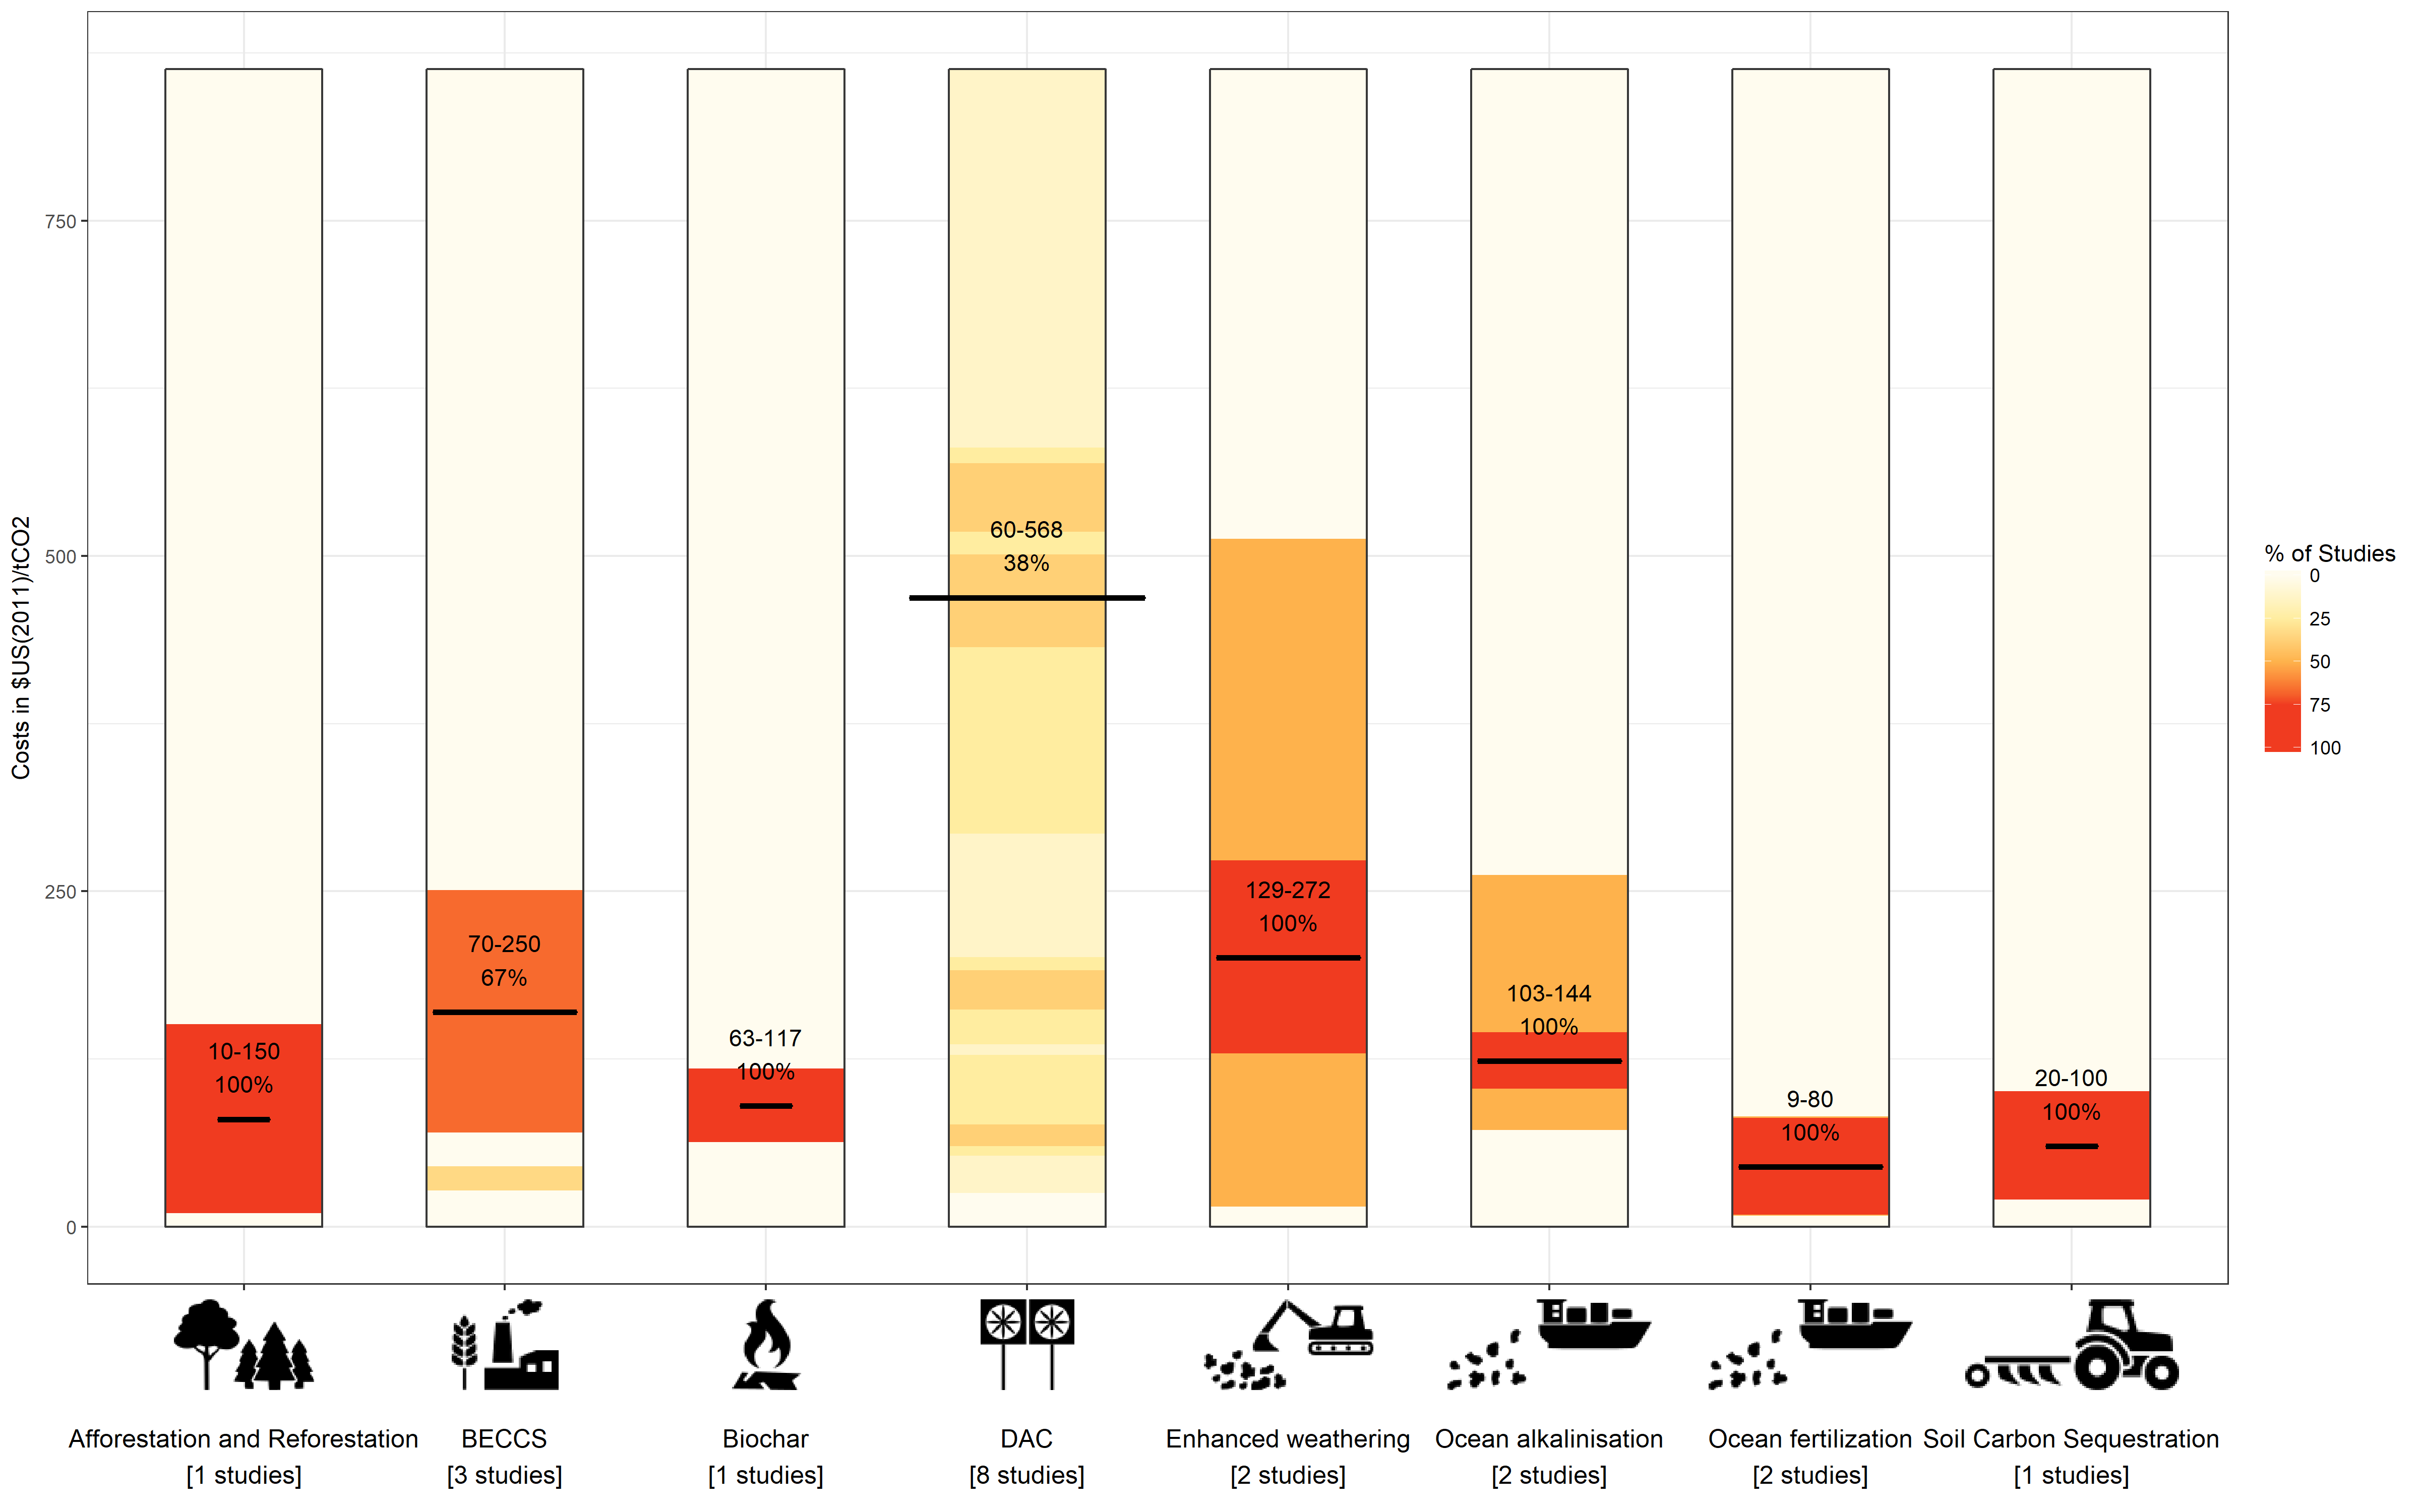 Costs in $US(2011)/tCO2
750
500
250
0
10-150
100%
70-250
67%
63-117
100%
60-568
38%
129-272
100%
103-144
100%
9-80
100%
20-100
100%
% of Studies
0
25
50
75
100
Afforestation and Reforestation
[1 studies]
BECCS
[3 studies]
Biochar
[1 studies]
DAC
[8 studies]
Enhanced weathering
[2 studies]
Ocean alkalinisation
[2 studies]
Ocean fertilization
[2 studies]
Soil Carbon Sequestration
[1 studies]